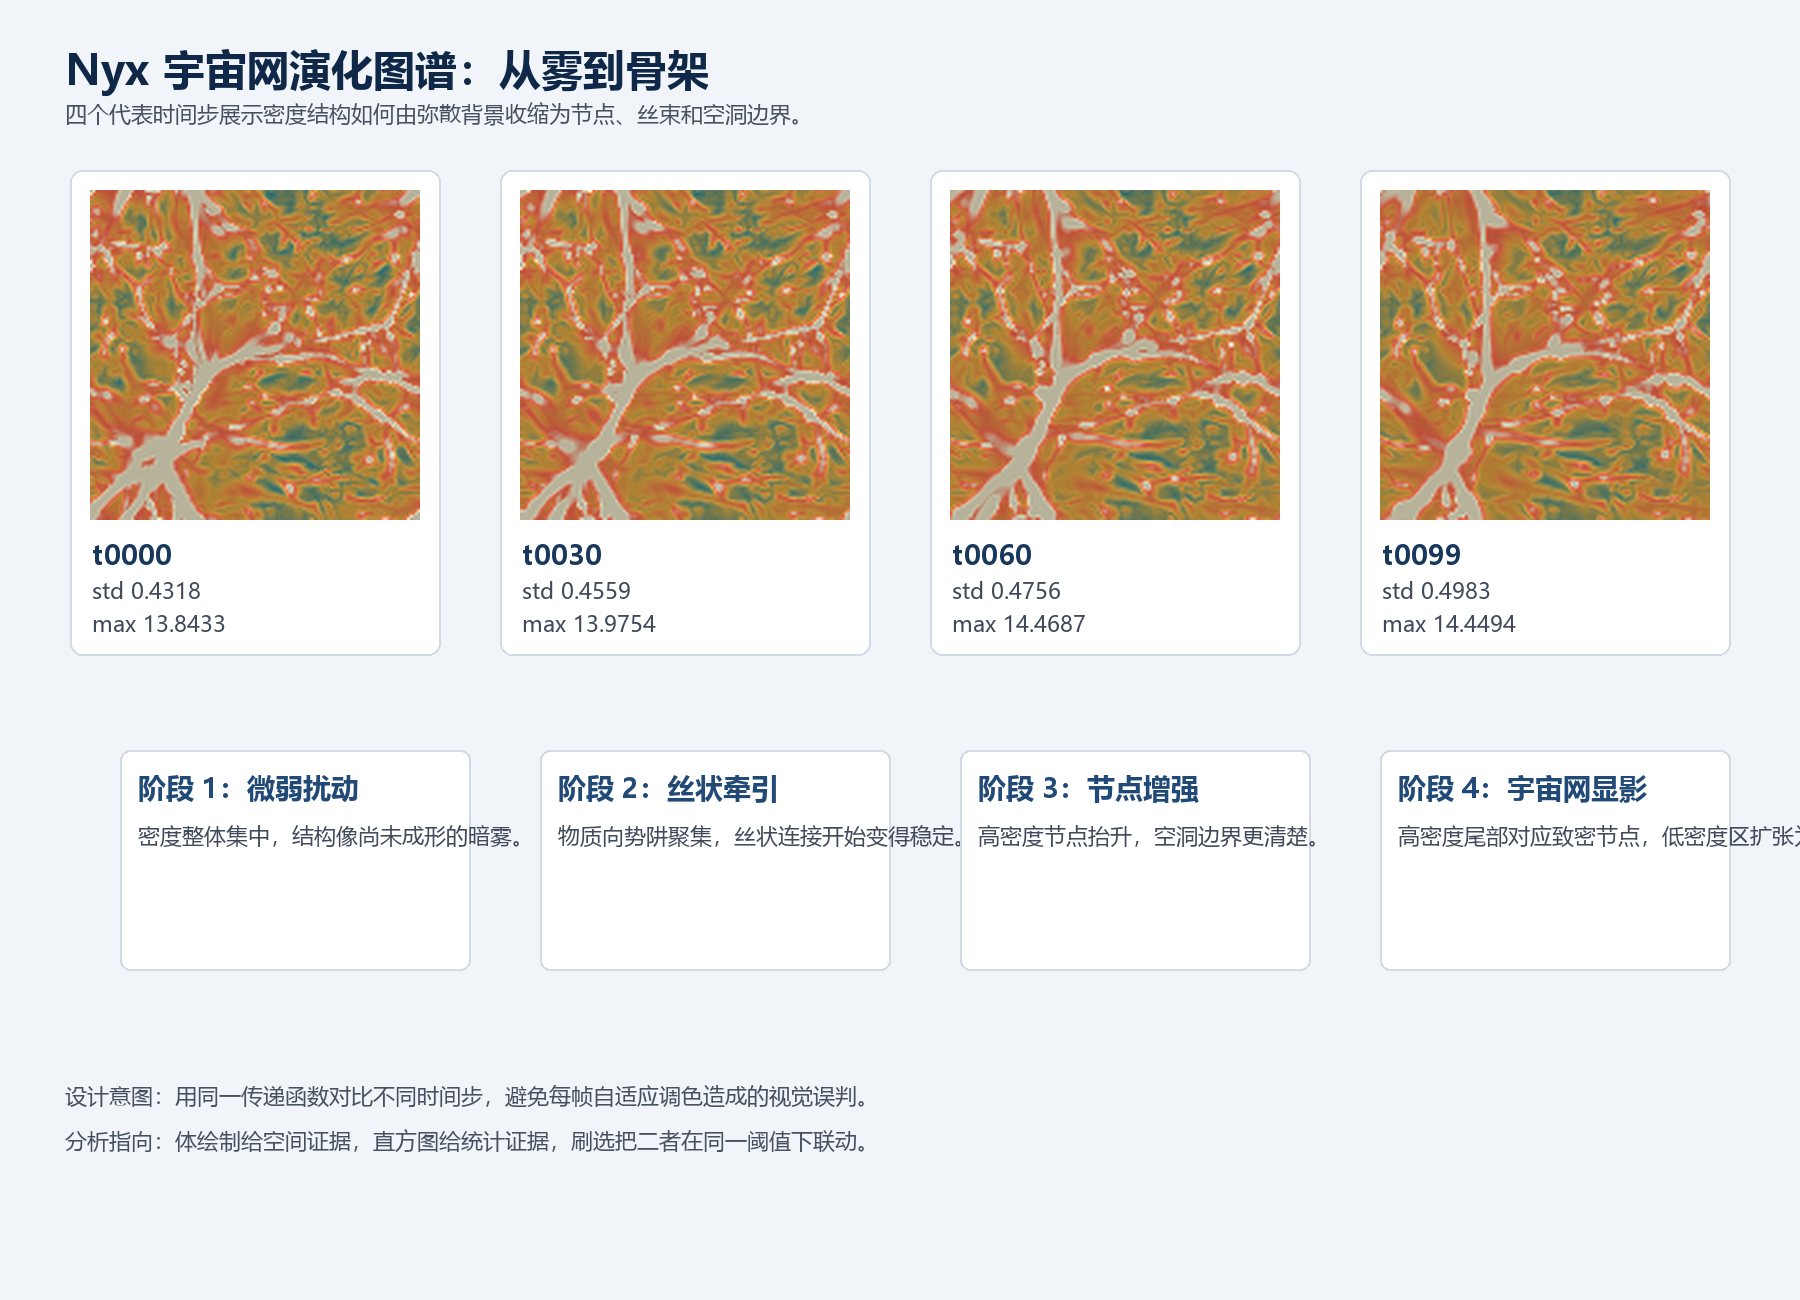 Nyx 宇宙网演化图谱：从雾到骨架
四个代表时间步展示密度结构如何由弥散背景收缩为节点、丝束和空洞边界。
t0000
std 0.4318
max 13.8433
t0030
std 0.4559
max 13.9754
t0060
std 0.4756
max 14.4687
t0099
std 0.4983
max 14.4494
阶段 1：微弱扰动
密度整体集中，结构像尚未成形的暗雾。
阶段 2：丝状牵引
物质向势阱聚集，丝状连接开始变得稳定。
阶段 3：节点增强
高密度节点抬升，空洞边界更清楚。
阶段 4：宇宙网显影
高密度尾部对应致密节点，低密度区扩张
设计意图：用同一传递函数对比不同时间步，避免每帧自适应调色造成的视觉误判。
分析指向：体绘制给空间证据，直方图给统计证据，刷选把二者在同一阈值下联动。